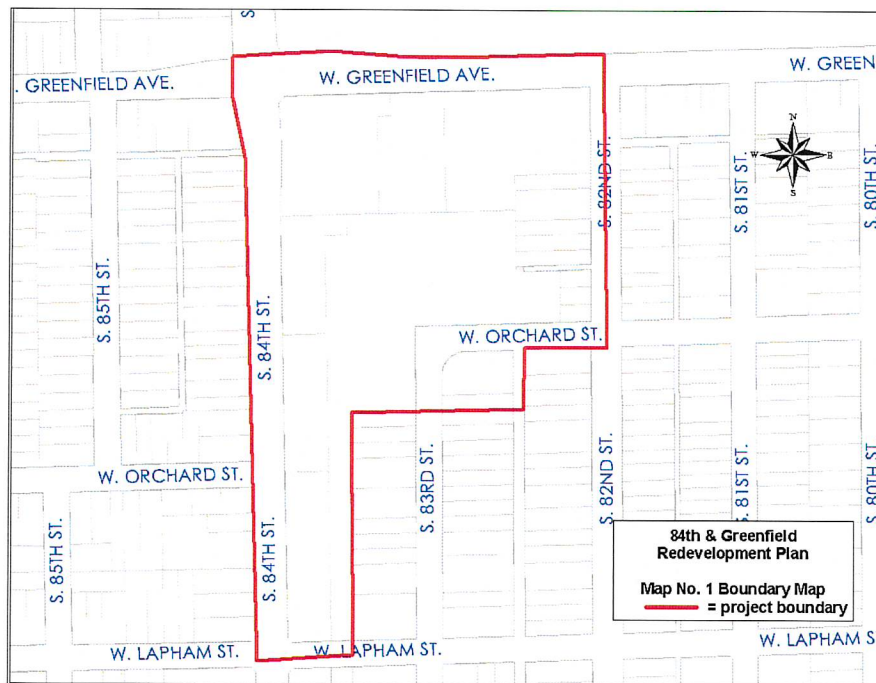 S
. GREENFIELD AVE.
W. GREENFIELD AVE.
W. GREEN
N
W
E
S
S. 82ND ST.
S. 81ST ST.
S. 80TH ST.
S. 85TH ST.
S. 84TH ST.
W. ORCHARD ST.
W. ORCHARD ST.
S. 83RD ST.
S. 82ND ST.
S. 81ST ST.
S. 80TH ST.
S. 85TH ST.
S. 84TH ST.
84th & Greenfield
Redevelopment Plan
Map No. 1 Boundary Map
= project boundary
W. LAPHAM ST.
W. LAPHAM ST.
W. LAPHAM S